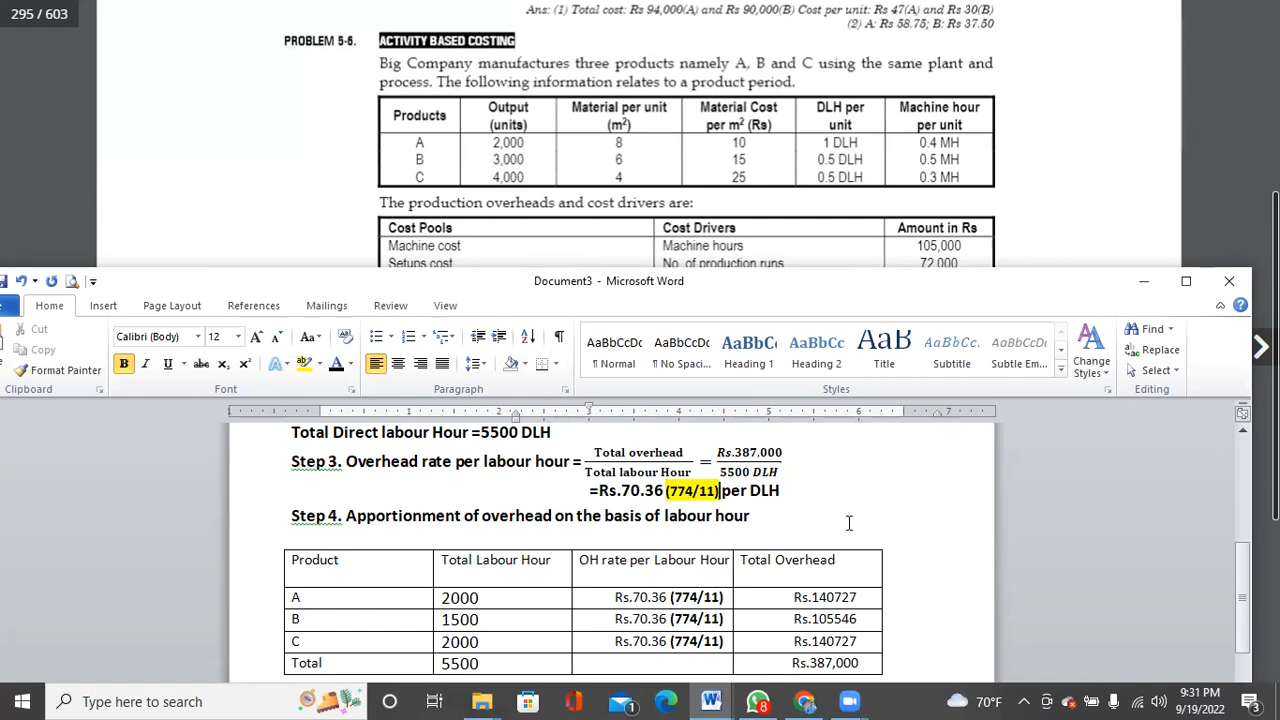 295 / 603
Ans: (1) Total cost: Rs 94,000(A) and Rs 90,000(B) Cost per unit: Rs 47(A) and Rs 30(B)
(2) A: Rs 58.75; B: Rs 37.50
PROBLEM 5-6. ACTIVITY BASED COSTING
Big Company manufactures three products namely A, B and C using the same plant and
process. The following information relates to a product period.
Products Output (units) Material per unit (m²) Material Cost per m² (Rs) DLH per unit Machine hour per unit
A 2,000 8 10 1 DLH 0.4 MH
B 3,000 6 15 0.5 DLH 0.5 MH
C 4,000 4 25 0.5 DLH 0.3 MH
The production overheads and cost drivers are:
Cost Pools Cost Drivers Amount in Rs
Machine cost Machine hours 105,000
Setups cost No. of production runs 72,000
Document3 - Microsoft Word
Home Insert Page Layout References Mailings Review View
Cut
Copy
Format Painter
Clipboard
Calibri (Body) 12
Font
Paragraph
AaBbCcDc AaBbCcDc AaBbC AaBbCc AaB AaBbCc. AaBbCcDc
¶ Normal ¶ No Spaci... Heading 1 Heading 2 Title Subtitle Subtle Em...
Change Styles
Styles
Find
Replace
Select
Editing
1 1 2 3 4 5 6 7
Total Direct labour Hour =5500 DLH
Step 3. Overhead rate per labour hour = Total overhead / Total labour Hour = Rs.387,000 / 5500 DLH
=Rs.70.36 (774/11) per DLH
Step 4. Apportionment of overhead on the basis of labour hour
Product Total Labour Hour OH rate per Labour Hour Total Overhead
A 2000 Rs.70.36 (774/11) Rs.140727
B 1500 Rs.70.36 (774/11) Rs.105546
C 2000 Rs.70.36 (774/11) Rs.140727
Total 5500 Rs.387,000
Type here to search
1
8
70°F
9:31 PM
9/19/2022
3